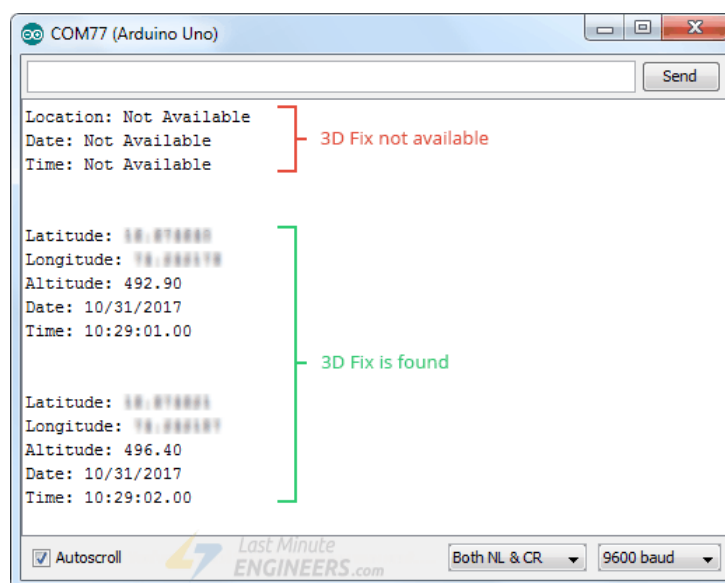 COM77 (Arduino Uno)
Send
Location: Not Available
Date: Not Available
Time: Not Available
3D Fix not available
Latitude:
Longitude:
Altitude: 492.90
Date: 10/31/2017
Time: 10:29:01.00
3D Fix is found
Latitude:
Longitude:
Altitude: 496.40
Date: 10/31/2017
Time: 10:29:02.00
Autoscroll
Last Minute
ENGINEERS.com
Both NL & CR
9600 baud